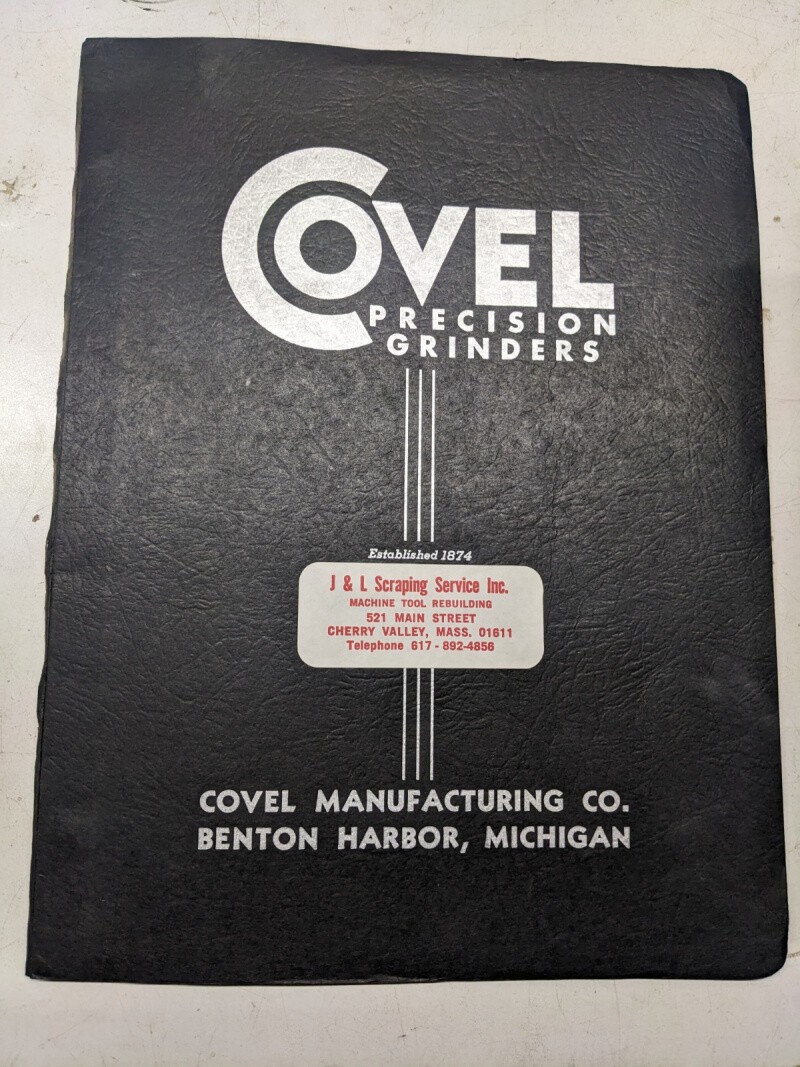 COVEL
PRECISION
GRINDERS
Established 1874
J & L Scraping Service Inc.
MACHINE TOOL REBUILDING
521 MAIN STREET
CHERRY VALLEY, MASS. 01611
Telephone 617 - 892-4856
COVEL MANUFACTURING CO.
BENTON HARBOR, MICHIGAN